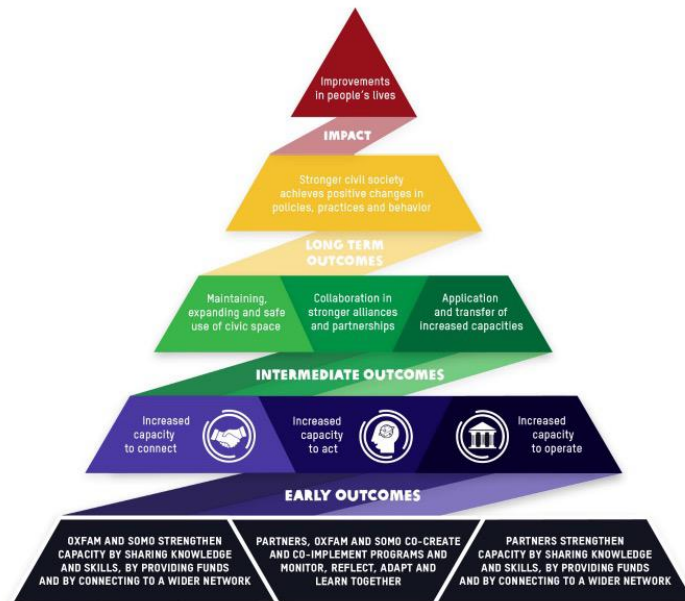 Improvements
in people's lives
IMPACT
Stronger civil society
achieves positive changes in
policies, practices and behavior
LONG TERM
OUTCOMES
Maintaining,
expanding and safe
use of civic space
Collaboration in
stronger alliances
and partnerships
Application
and transfer of
increased capacities
INTERMEDIATE OUTCOMES
Increased
capacity
to connect
Increased
capacity
to act
Increased
capacity
to operate
EARLY OUTCOMES
OXFAM AND SOMO STRENGTHEN
CAPACITY BY SHARING KNOWLEDGE
AND SKILLS, BY PROVIDING FUNDS
AND BY CONNECTING TO A WIDER NETWORK
PARTNERS, OXFAM AND SOMO CO-CREATE
AND CO-IMPLEMENT PROGRAMS AND
MONITOR, REFLECT, ADAPT AND
LEARN TOGETHER
PARTNERS STRENGTHEN
CAPACITY BY SHARING KNOWLEDGE
AND SKILLS, BY PROVIDING FUNDS
AND BY CONNECTING TO A WIDER NETWORK